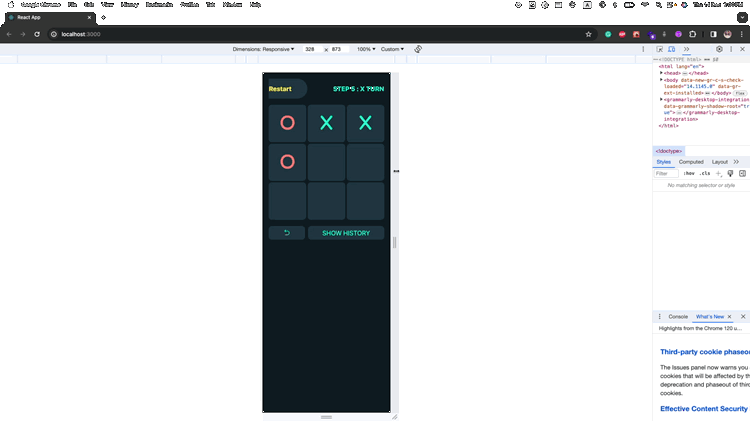 Google Chrome File Edit View History Bookmarks Profiles Tab Window Help
React App
localhost:3000
Dimensions: Responsive 328 × 873 100% Custom
Restart
STEP 5 : X TURN
O X X
O
SHOW HISTORY
<!DOCTYPE html> == $0
<html lang="en">
<head>⋯</head>
<body data-new-gr-c-s-check-
loaded="14.1145.0" data-gr-
ext-installed>⋯</body> flex
<grammarly-desktop-integration
data-grammarly-shadow-root="tr
ue">⋯</grammarly-desktop-
integration>
</html>
<!doctype>
Styles Computed Layout
Filter :hov .cls
No matching selector or style
Console What's New
Highlights from the Chrome 120 u...
Third-party cookie phaseo
The Issues panel now warns you
cookies that will be affected by th
deprecation and phaseout of third
cookies.
Effective Content Security